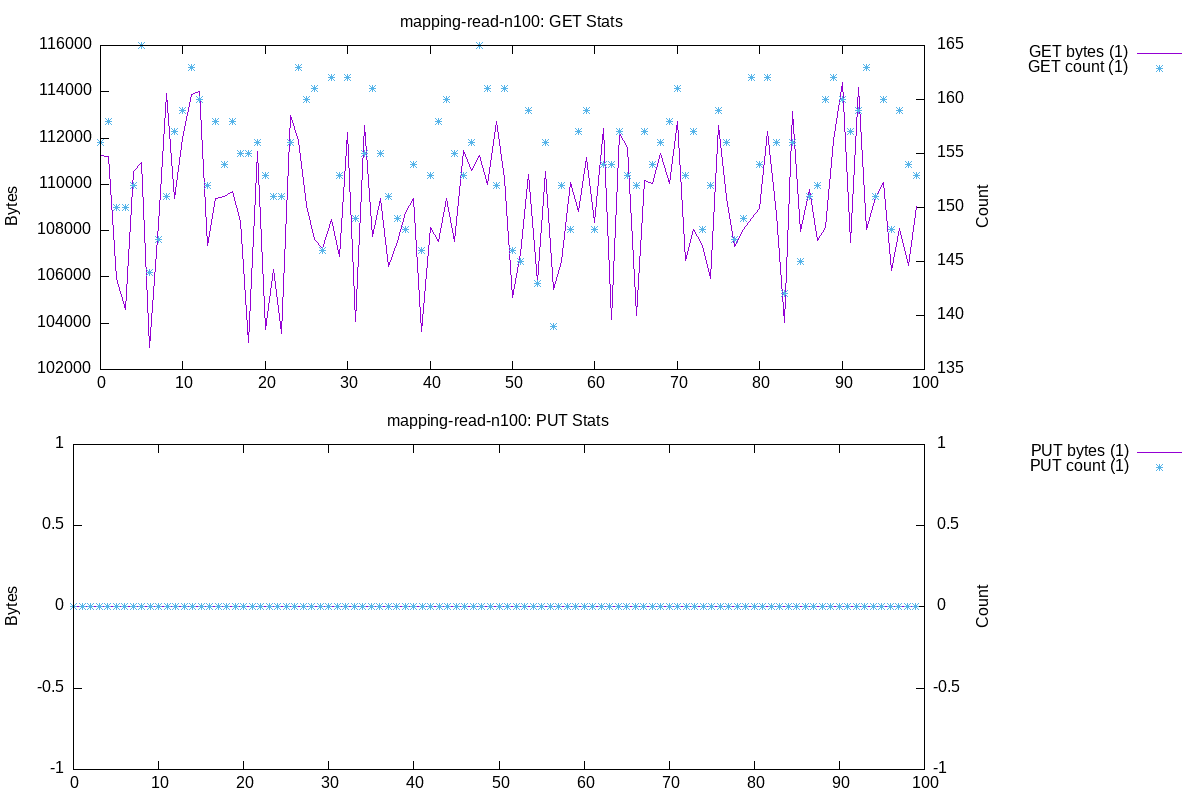 mapping-read-n100: GET Stats
116000
114000
112000
110000
108000
106000
104000
102000
Bytes
165
160
155
150
145
140
135
Count
0 10 20 30 40 50 60 70 80 90 100
GET bytes (1)
GET count (1)
mapping-read-n100: PUT Stats
1
0.5
0
-0.5
-1
Bytes
1
0.5
0
-0.5
-1
Count
0 10 20 30 40 50 60 70 80 90 100
PUT bytes (1)
PUT count (1)